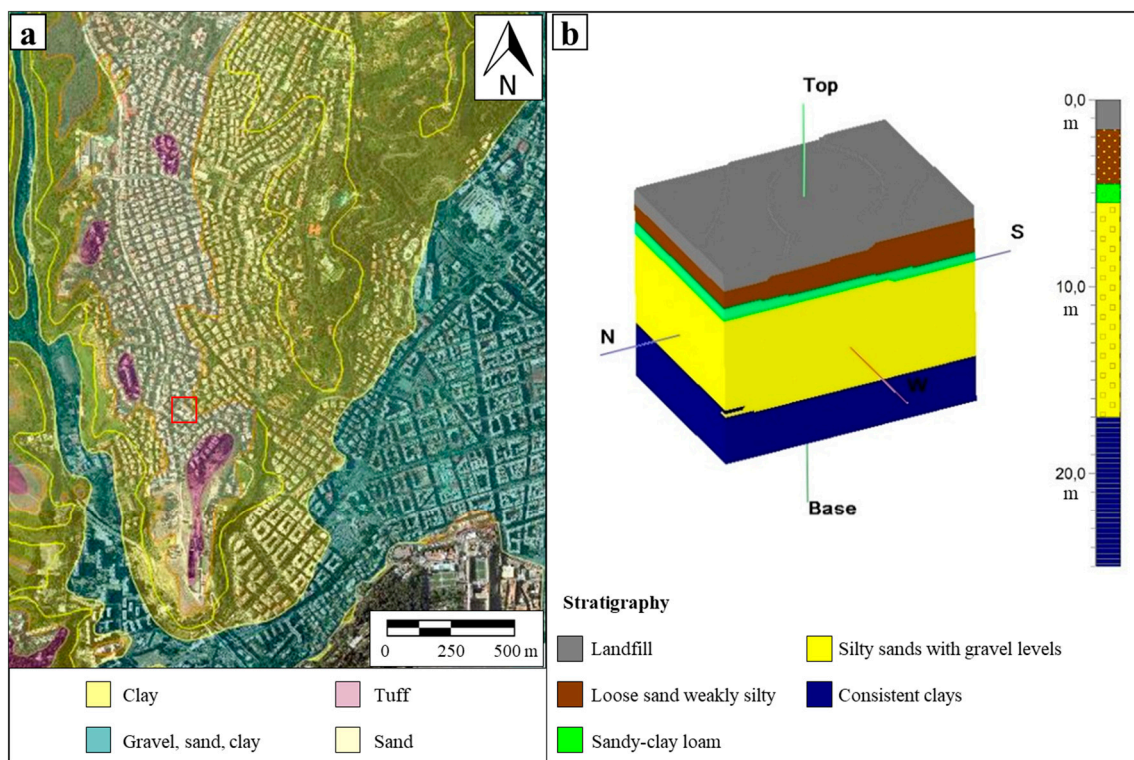 a
N
0 250 500 m
Clay
Tuff
Gravel, sand, clay
Sand
b
Top
S
N
W
Base
0,0
m
10,0
m
20,0
m
Stratigraphy
Landfill
Silty sands with gravel levels
Loose sand weakly silty
Consistent clays
Sandy-clay loam